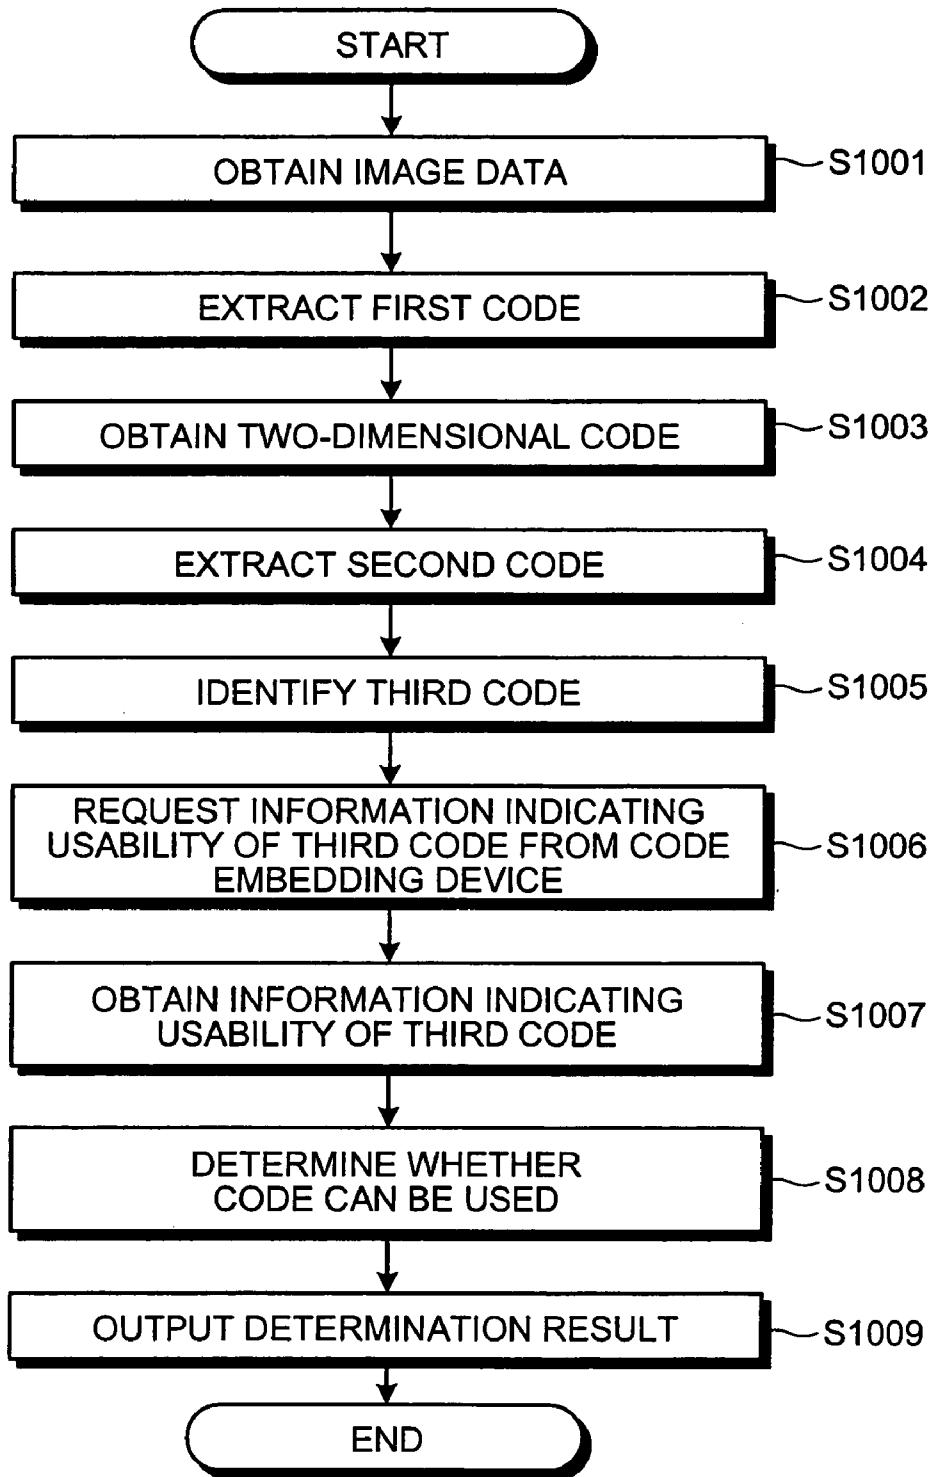 START
OBTAIN IMAGE DATA
S1001
EXTRACT FIRST CODE
S1002
OBTAIN TWO-DIMENSIONAL CODE
S1003
EXTRACT SECOND CODE
S1004
IDENTIFY THIRD CODE
S1005
REQUEST INFORMATION INDICATING
USABILITY OF THIRD CODE FROM CODE
EMBEDDING DEVICE
S1006
OBTAIN INFORMATION INDICATING
USABILITY OF THIRD CODE
S1007
DETERMINE WHETHER
CODE CAN BE USED
S1008
OUTPUT DETERMINATION RESULT
S1009
END